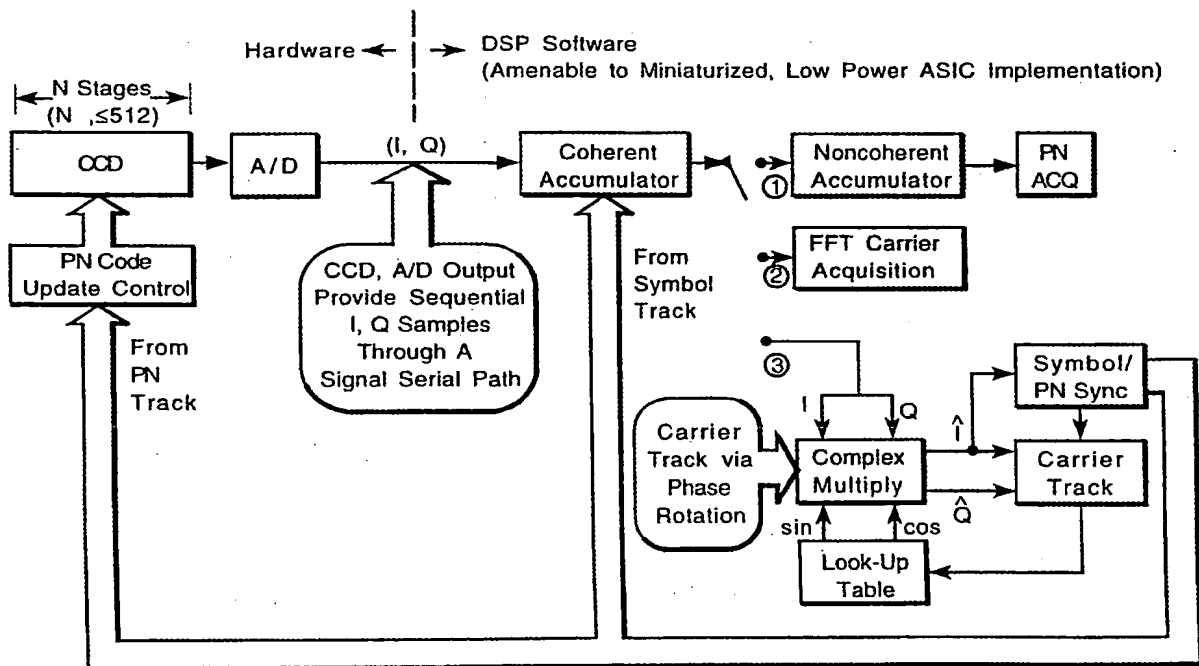 Hardware
DSP Software
(Amenable to Miniaturized, Low Power ASIC Implementation)
N Stages
(N ,≤512)
CCD
A/D
(I, Q)
Coherent
Accumulator
①
Noncoherent
Accumulator
PN
ACQ
PN Code
Update Control
CCD, A/D Output
Provide Sequential
I, Q Samples
Through A
Signal Serial Path
From
Symbol
Track
②
FFT Carrier
Acquisition
From
PN
Track
③
I
Q
Carrier
Track via
Phase
Rotation
Complex
Multiply
Î
Q̂
Symbol/
PN Sync
Carrier
Track
sin
cos
Look-Up
Table